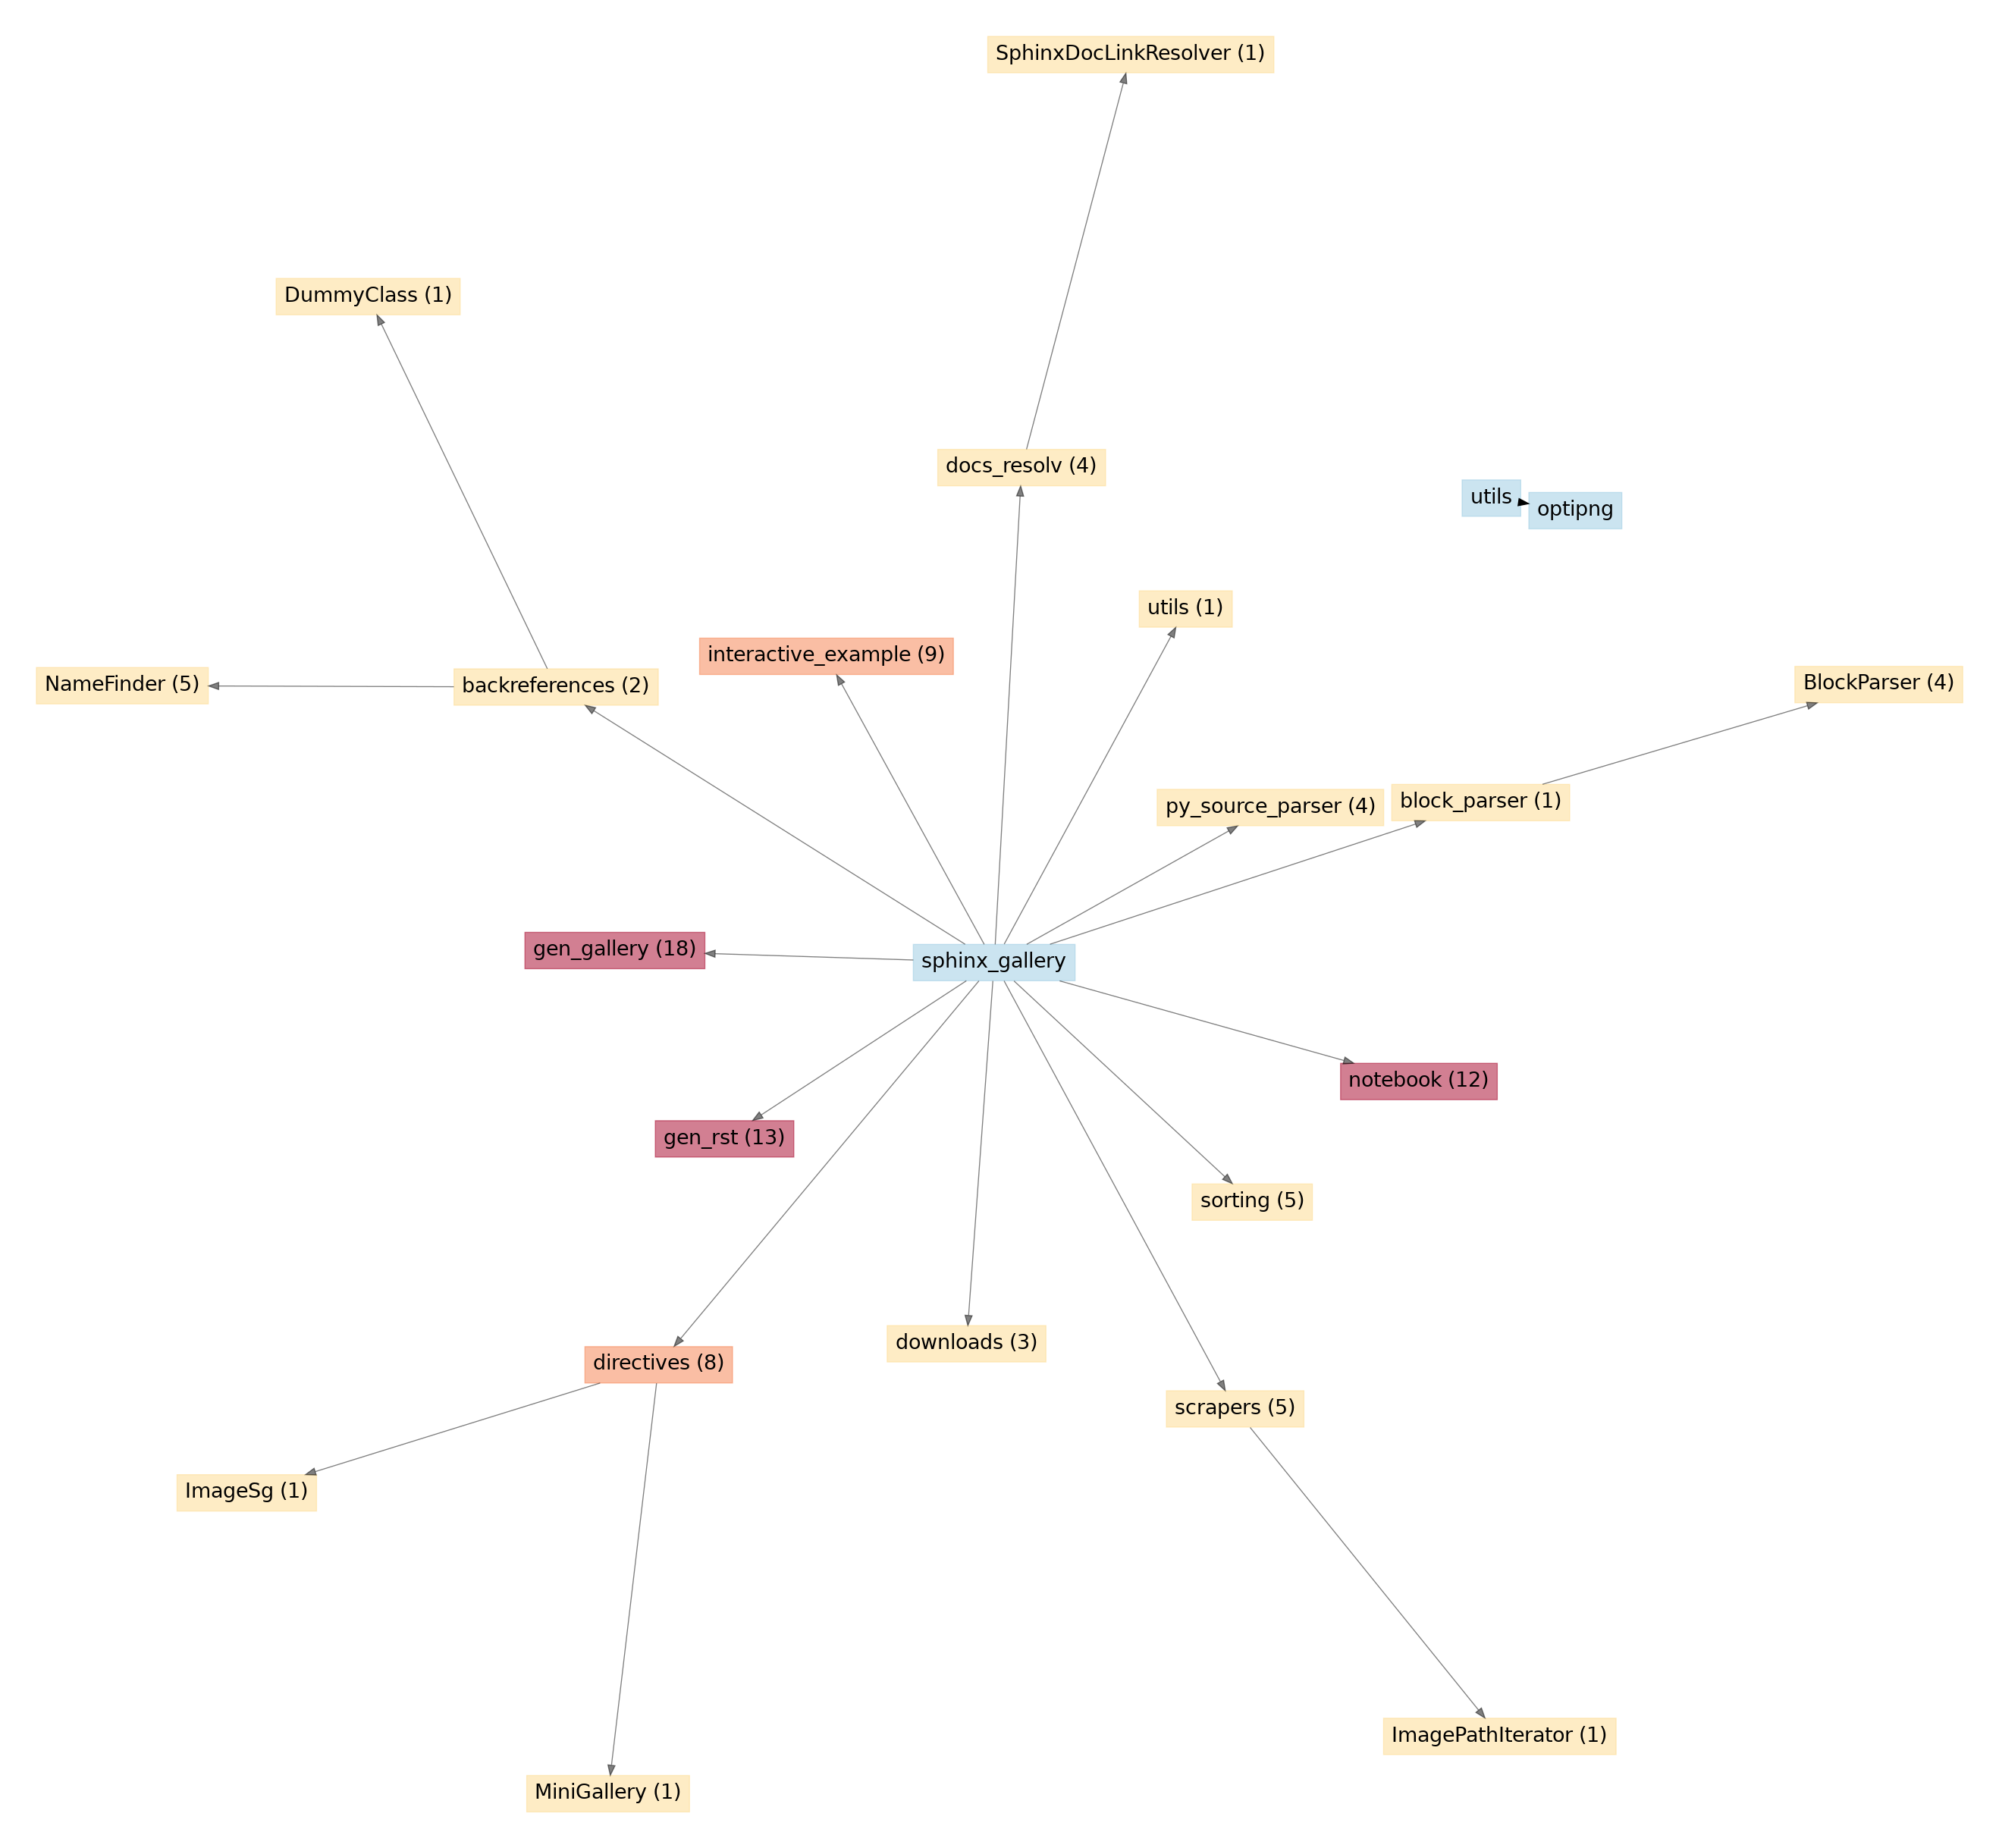 SphinxDocLinkResolver (1)
DummyClass (1)
docs_resolv (4)
utils
optipng
utils (1)
interactive_example (9)
NameFinder (5)
backreferences (2)
BlockParser (4)
py_source_parser (4)
block_parser (1)
gen_gallery (18)
sphinx_gallery
notebook (12)
gen_rst (13)
sorting (5)
downloads (3)
directives (8)
scrapers (5)
ImageSg (1)
ImagePathIterator (1)
MiniGallery (1)